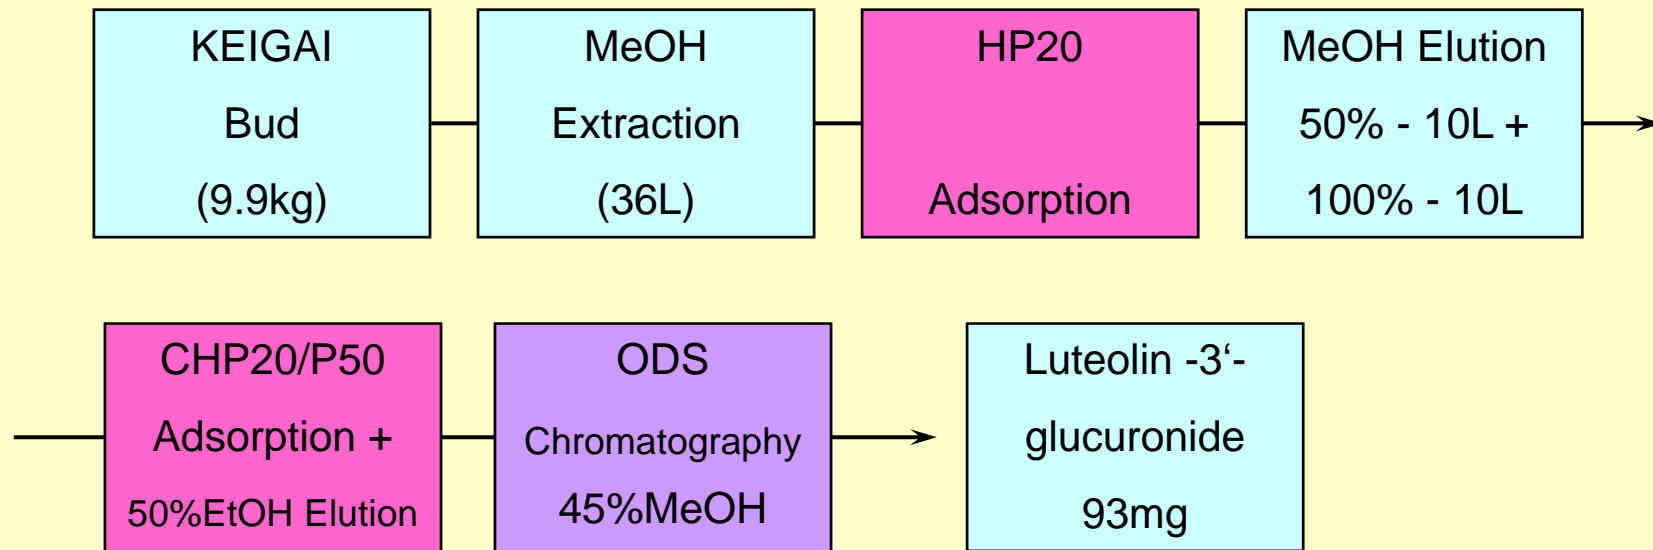 KEIGAI
Bud
(9.9kg)
MeOH
Extraction
(36L)
HP20
Adsorption
MeOH Elution
50% - 10L +
100% - 10L
CHP20/P50
Adsorption +
50%EtOH Elution
ODS
Chromatography
45%MeOH
Luteolin -3‘-
glucuronide
93mg